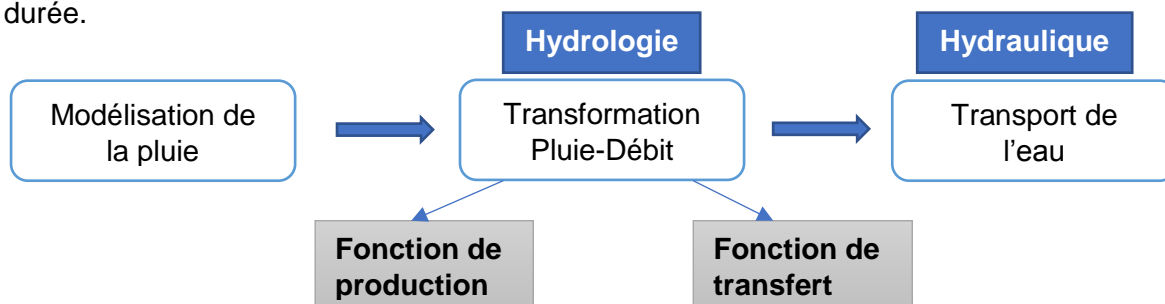 durée.
Hydrologie
Hydraulique
Modélisation de
la pluie
Transformation
Pluie-Débit
Transport de
l’eau
Fonction de
production
Fonction de
transfert